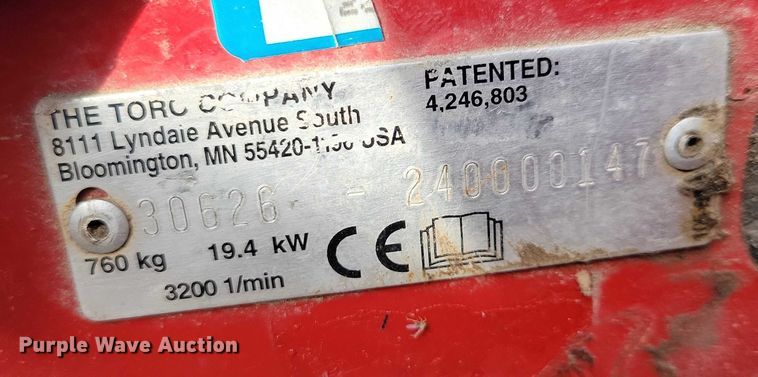 THE TORO COMPANY
8111 Lyndale Avenue South
Bloomington, MN 55420- USA
PATENTED:
4,246,803
30626 - 240000147
760 kg 19.4 kW CE
3200 1/min
Purple Wave Auction